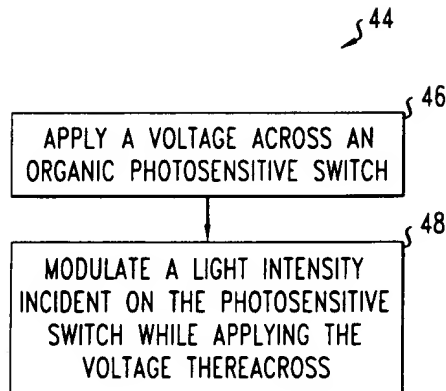 44
46
APPLY A VOLTAGE ACROSS AN
ORGANIC PHOTOSENSITIVE SWITCH
48
MODULATE A LIGHT INTENSITY
INCIDENT ON THE PHOTOSENSITIVE
SWITCH WHILE APPLYING THE
VOLTAGE THEREACROSS